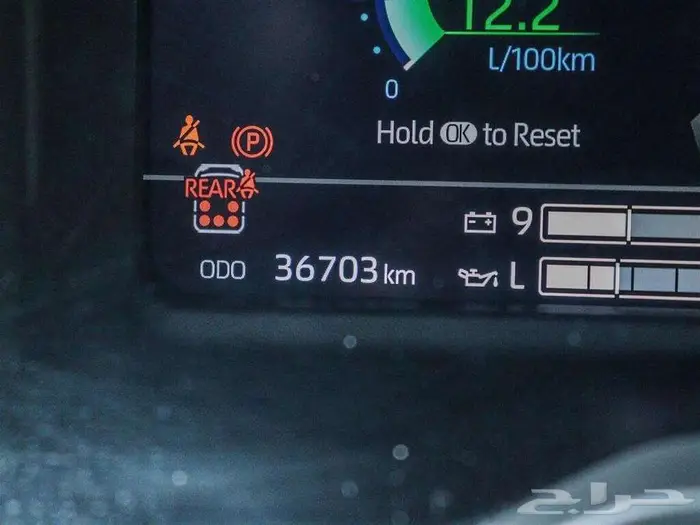 12.2
L/100km
0
Hold OK to Reset
P
REAR
9
ODO 36703 km
L
حراج